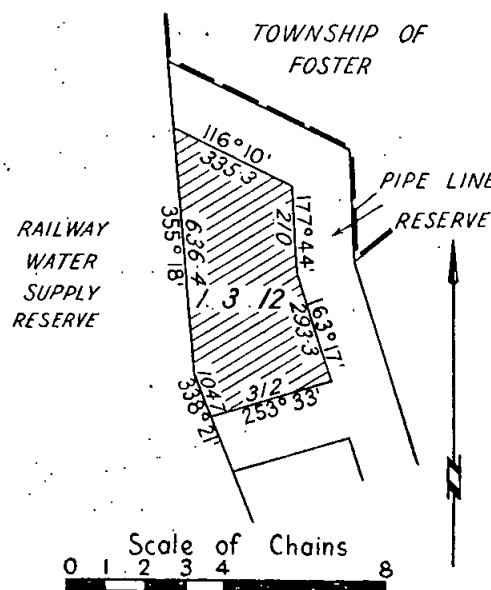 TOWNSHIP OF
FOSTER
116° 10'
335·3
177° 44'
210
PIPE LINE
RESERVE
RAILWAY
WATER
SUPPLY
RESERVE
355° 18'
636·4
1 3 12
163° 17'
293·3
104·7
338° 21'
312
253° 33'
N
Scale of Chains
0 1 2 3 4 8